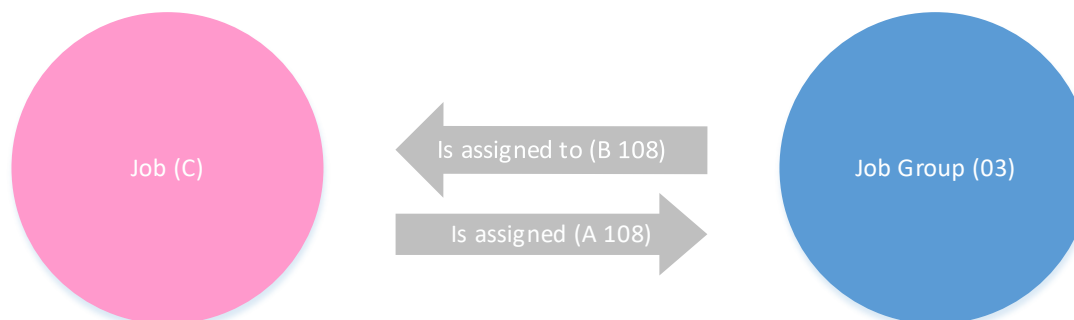 Job (C)
Is assigned to (B 108)
Is assigned (A 108)
Job Group (03)